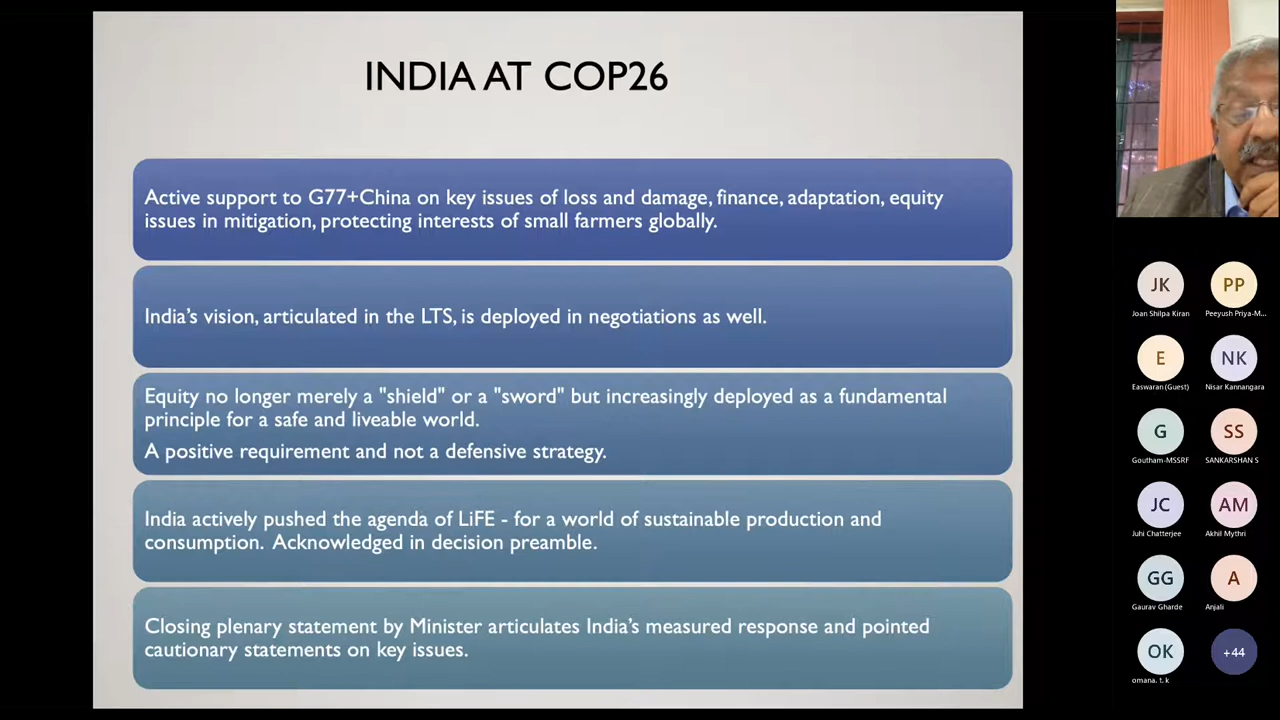 INDIA AT COP26
Active support to G77+China on key issues of loss and damage, finance, adaptation, equity
issues in mitigation, protecting interests of small farmers globally.
India's vision, articulated in the LTS, is deployed in negotiations as well.
Equity no longer merely a "shield" or a "sword" but increasingly deployed as a fundamental
principle for a safe and liveable world.
A positive requirement and not a defensive strategy.
India actively pushed the agenda of LiFE - for a world of sustainable production and
consumption. Acknowledged in decision preamble.
Closing plenary statement by Minister articulates India's measured response and pointed
cautionary statements on key issues.
JK
PP
Joan Shilpa Kiran
Peeyush Priya-M...
E
NK
Easwaran (Guest)
Nisar Kannangara
G
SS
Goutham-MSSRF
SANKARSHAN S
JC
AM
Juhi Chatterjee
Akhil Mythri
GG
A
Gaurav Gharde
Anjali
OK
+44
omana. t. k